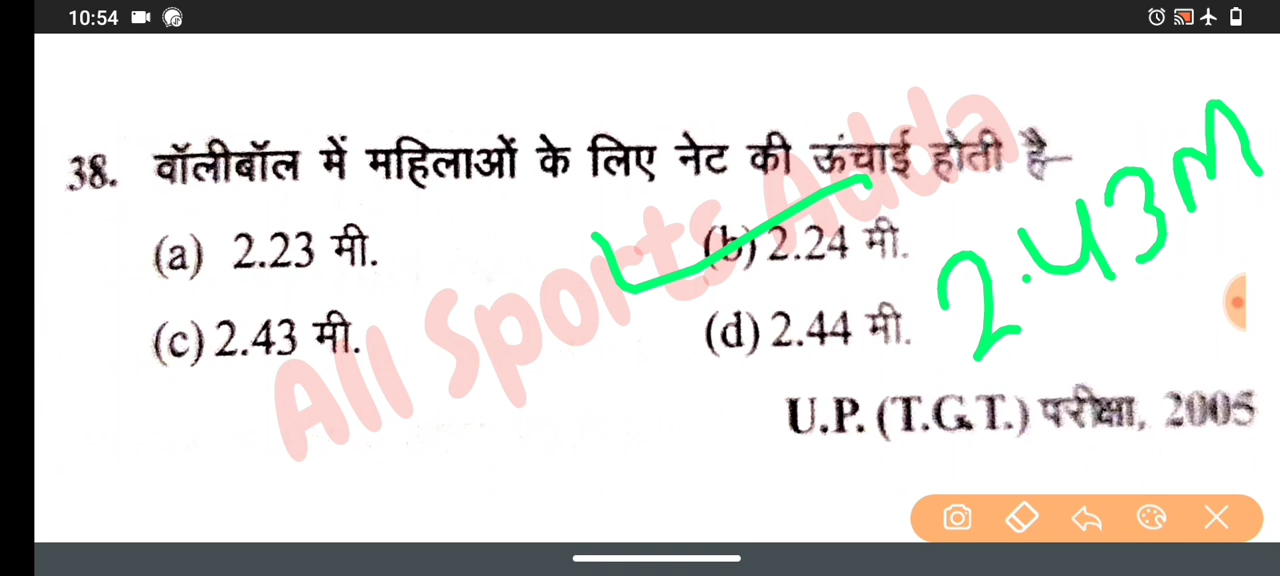 10:54
38. वॉलीबॉल में महिलाओं के लिए नेट की ऊंचाई होती है–
(a) 2.23 मी. (b) 2.24 मी.
(c) 2.43 मी. (d) 2.44 मी.
2.43M
U.P. (T.G.T.) परीक्षा, 2005
All Sports Adda